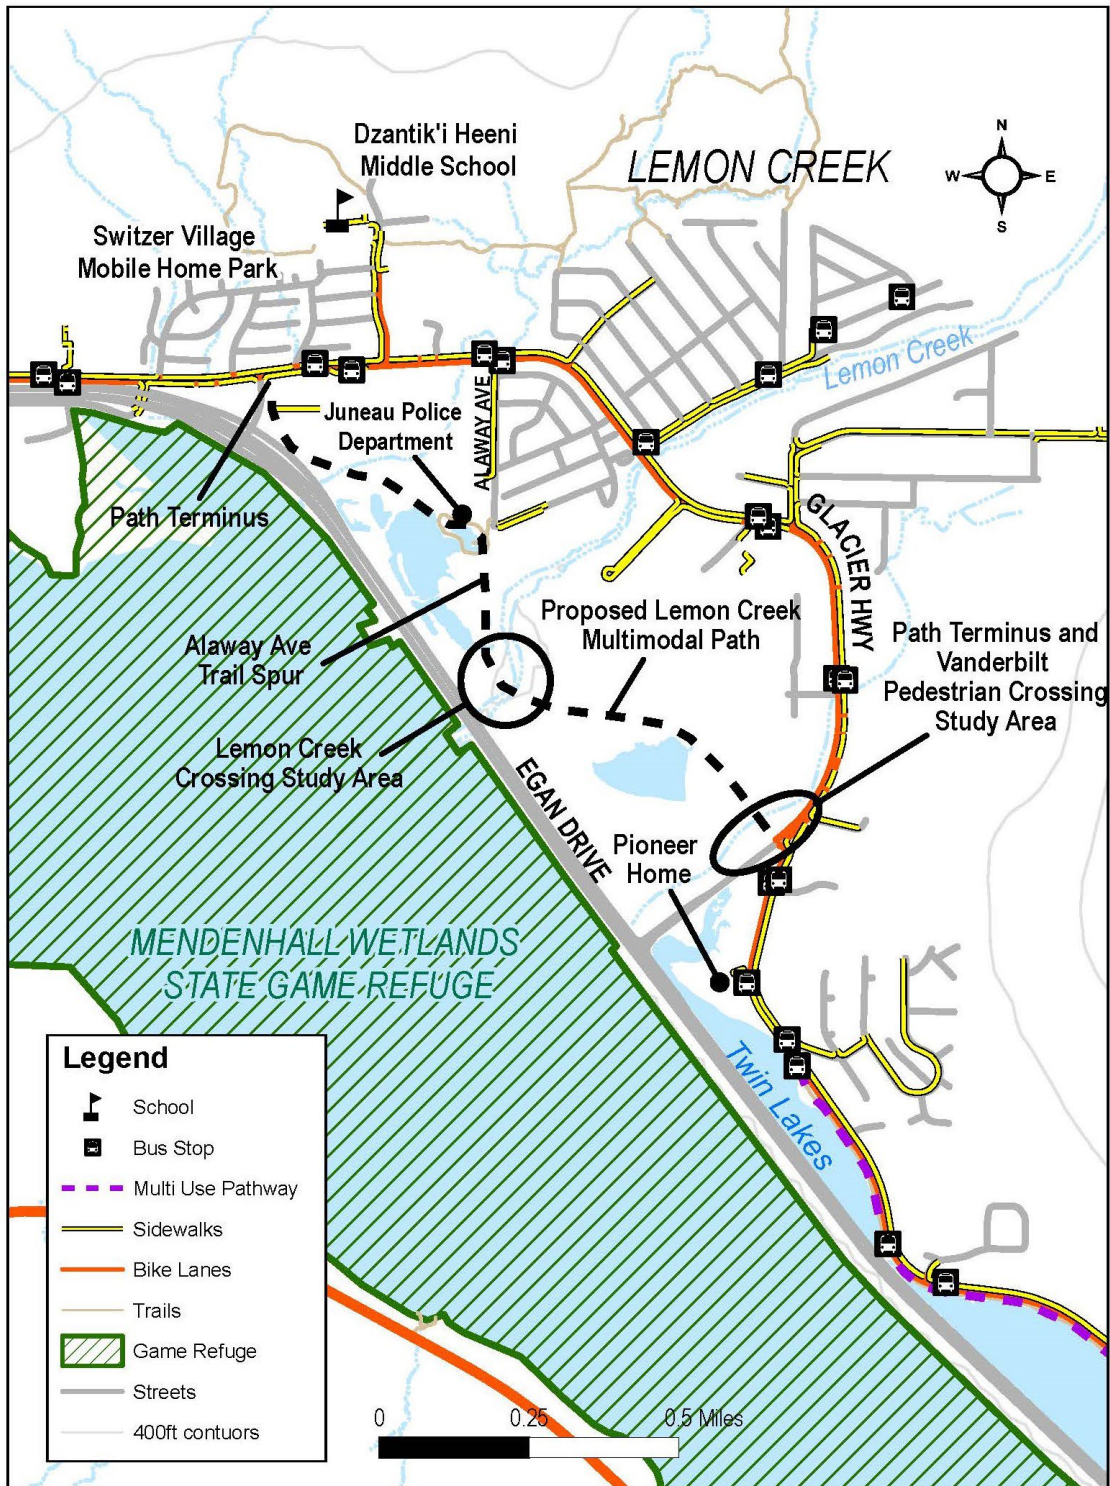 Dzantik'i Heeni
Middle School
LEMON CREEK
N
W
E
S
Switzer Village
Mobile Home Park
Lemon Creek
Juneau Police
Department
ALAWAY AVE
Path Terminus
GLACIER HWY
Proposed Lemon Creek
Multimodal Path
Path Terminus and
Vanderbilt
Pedestrian Crossing
Study Area
Alaway Ave
Trail Spur
Lemon Creek
Crossing Study Area
EGAN DRIVE
Pioneer
Home
MENDENHALL WETLANDS
STATE GAME REFUGE
Twin Lakes
Legend
School
Bus Stop
Multi Use Pathway
Sidewalks
Bike Lanes
Trails
Game Refuge
Streets
400ft contuors
0
0.25
0.5 Miles